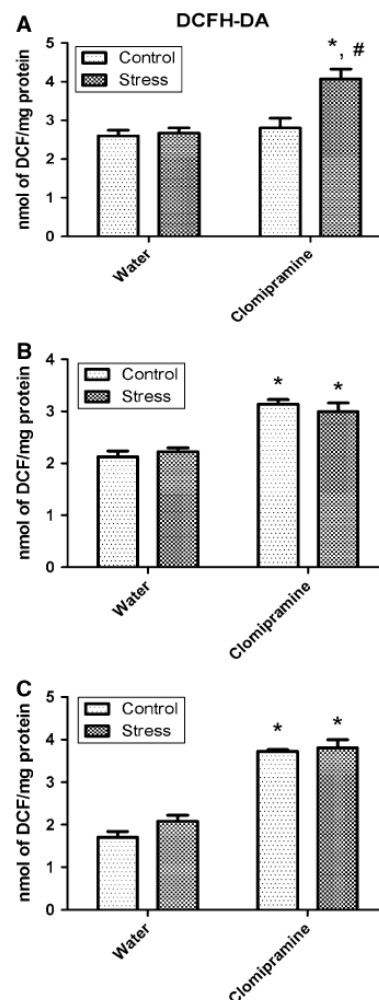 A
DCFH-DA
nmol of DCF/mg protein
5
4
3
2
1
0
Control
Stress
*, #
Water
Clomipramine
B
nmol of DCF/mg protein
4
3
2
1
0
Control
Stress
*
*
Water
Clomipramine
C
nmol of DCF/mg protein
5
4
3
2
1
0
Control
Stress
*
*
Water
Clomipramine